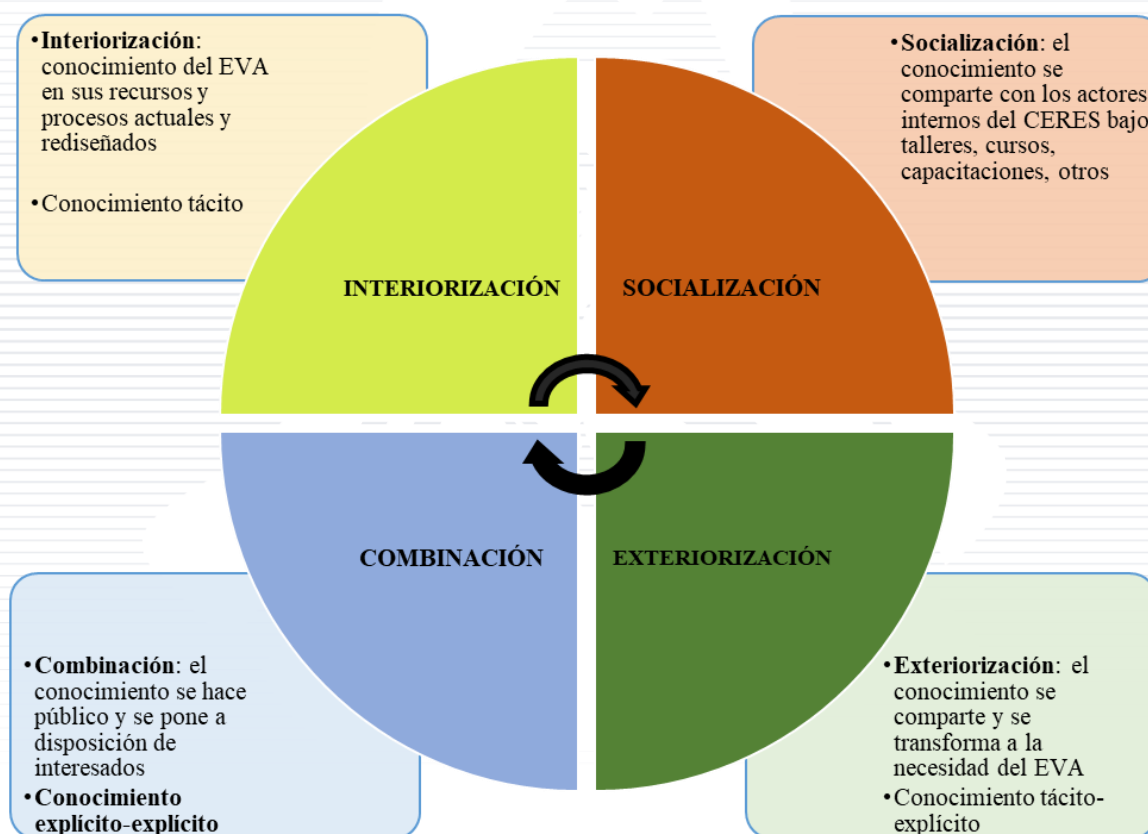 •Interiorización:
conocimiento del EVA
en sus recursos y
procesos actuales y
rediseñados
•Conocimiento tácito
•Socialización: el
conocimiento se
comparte con los actores
internos del CERES bajo
talleres, cursos,
capacitaciones, otros
INTERIORIZACIÓN
SOCIALIZACIÓN
COMBINACIÓN
EXTERIORIZACIÓN
•Combinación: el
conocimiento se hace
público y se pone a
disposición de
interesados
•Conocimiento
explícito-explícito
•Exteriorización: el
conocimiento se
comparte y se
transforma a la
necesidad del EVA
•Conocimiento tácito-
explícito